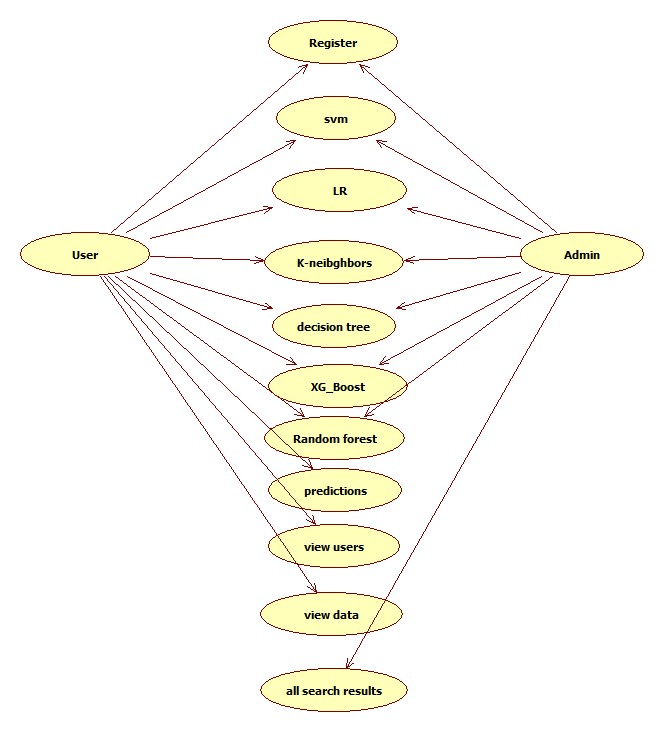 Register
svm
LR
User
K-neibghbors
Admin
decision tree
XG_Boost
Random forest
predictions
view users
view data
all search results